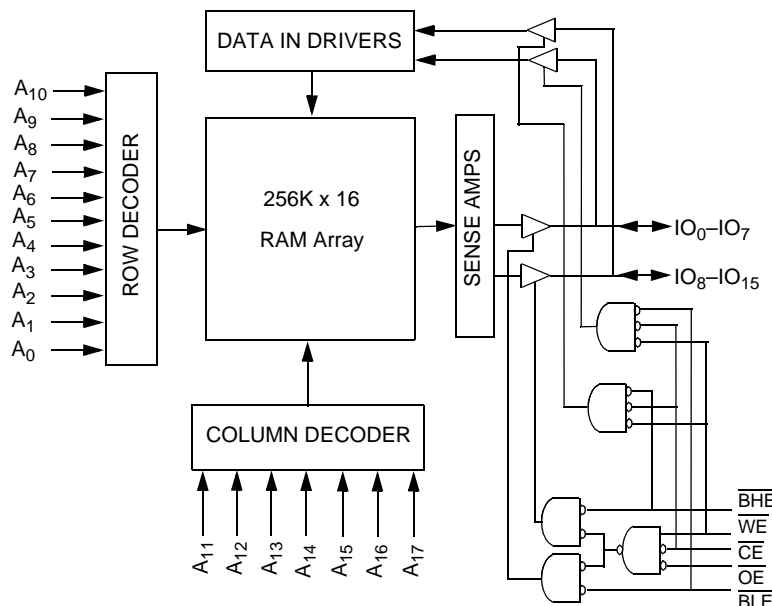 DATA IN DRIVERS
A10
A9
A8
A7
A6
A5
A4
A3
A2
A1
A0
ROW DECODER
256K x 16
RAM Array
SENSE AMPS
IO0–IO7
IO8–IO15
COLUMN DECODER
A11
A12
A13
A14
A15
A16
A17
BHE
WE
CE
OE
BLE